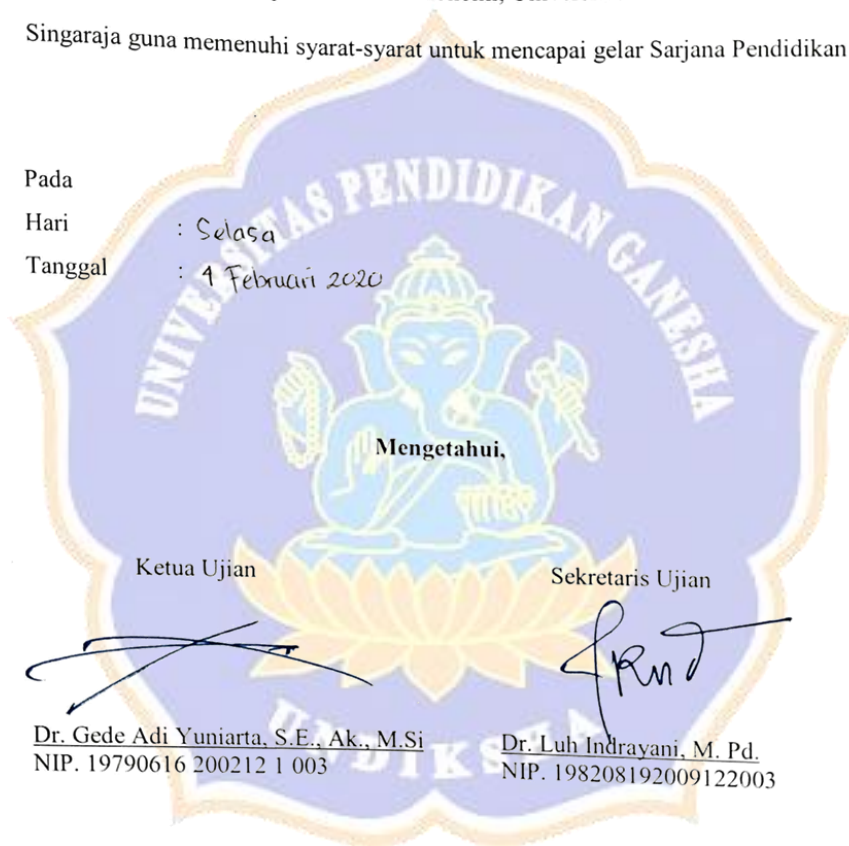 Singaraja guna memenuhi syarat-syarat untuk mencapai gelar Sarjana Pendidikan
Pada
Hari : Selasa
Tanggal : 4 Februari 2020
UNIVERSITAS PENDIDIKAN GANESHA
Mengetahui,
Ketua Ujian
Sekretaris Ujian
Dr. Gede Adi Yuniarta, S.E., Ak., M.Si
NIP. 19790616 200212 1 003
Dr. Luh Indrayani, M. Pd.
NIP. 198208192009122003
UNDIKSHA